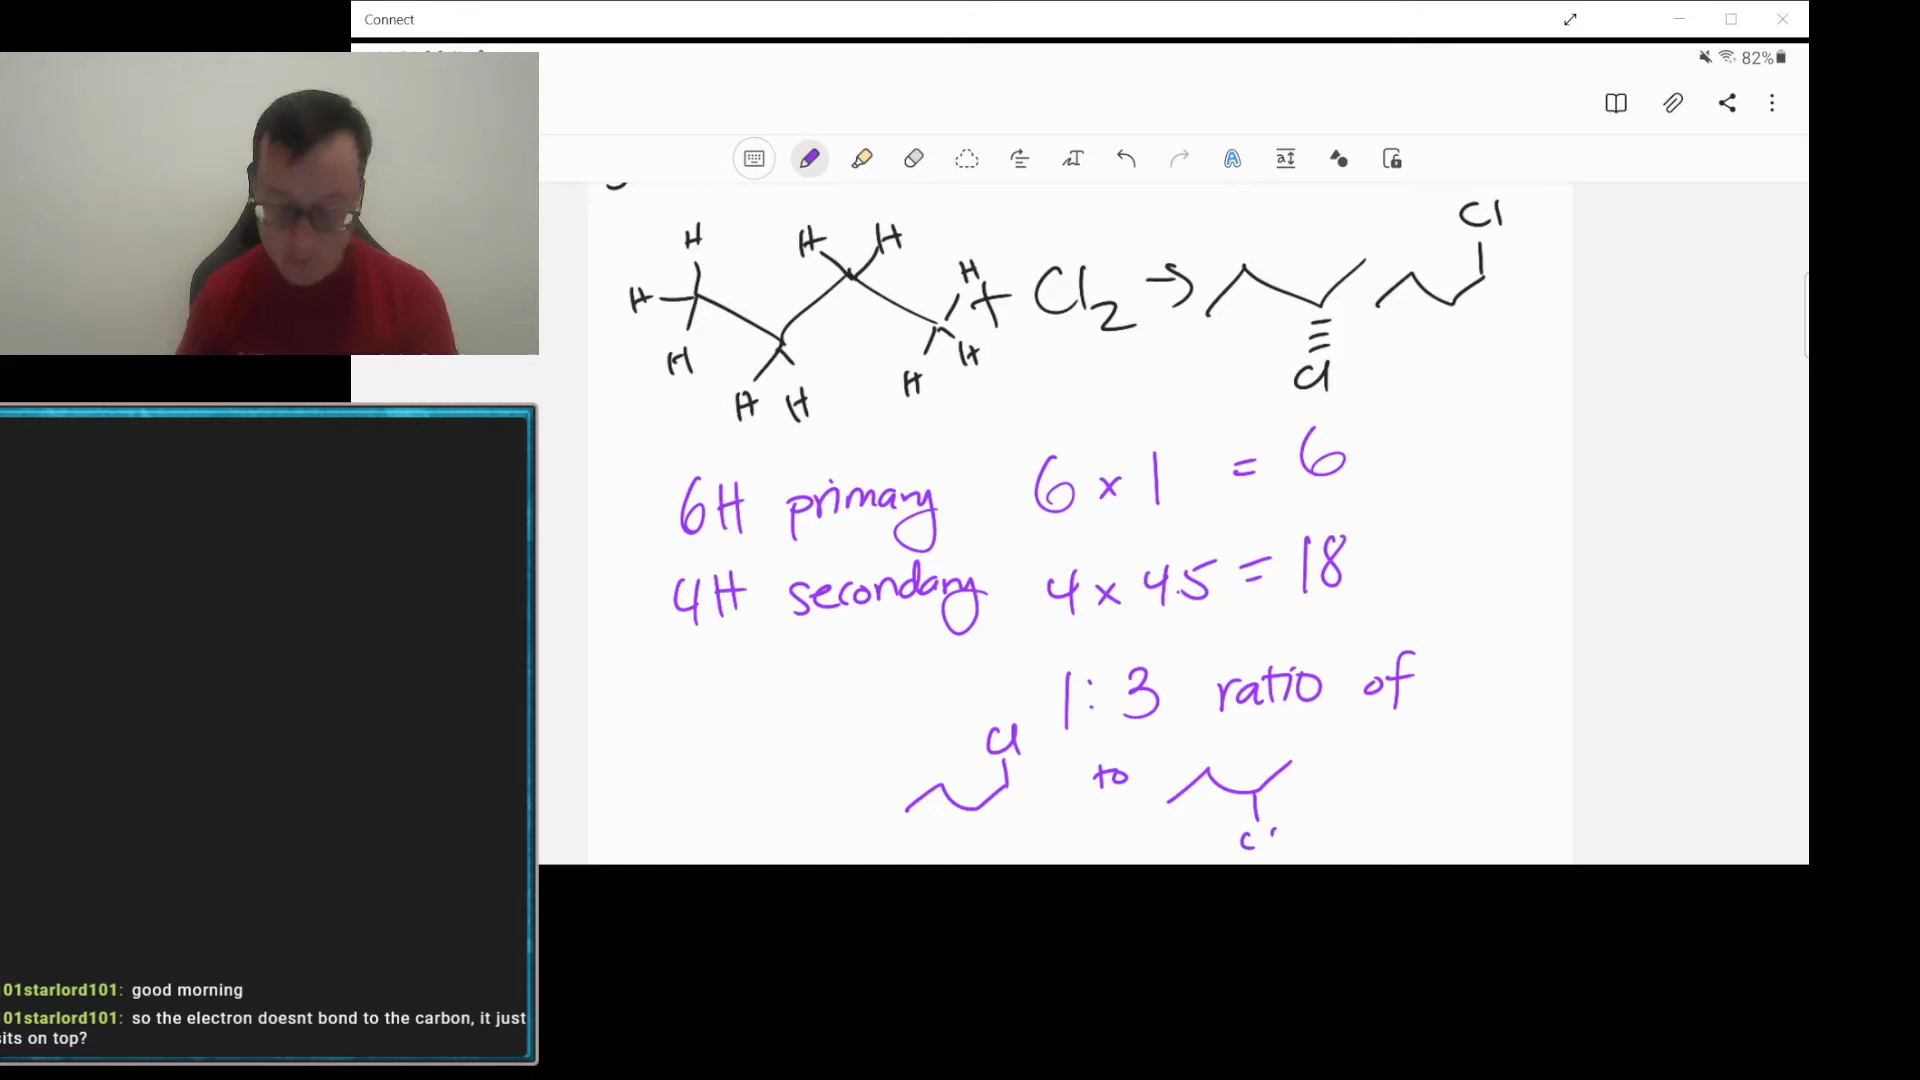 Connect
82%
H H H Cl
H H + Cl2 →
H H H
H H Cl
6H primary 6 x 1 = 6
4H secondary 4 x 4.5 = 18
1:3 ratio of
Cl
to
C
01starlord101: good morning
01starlord101: so the electron doesnt bond to the carbon, it just
sits on top?